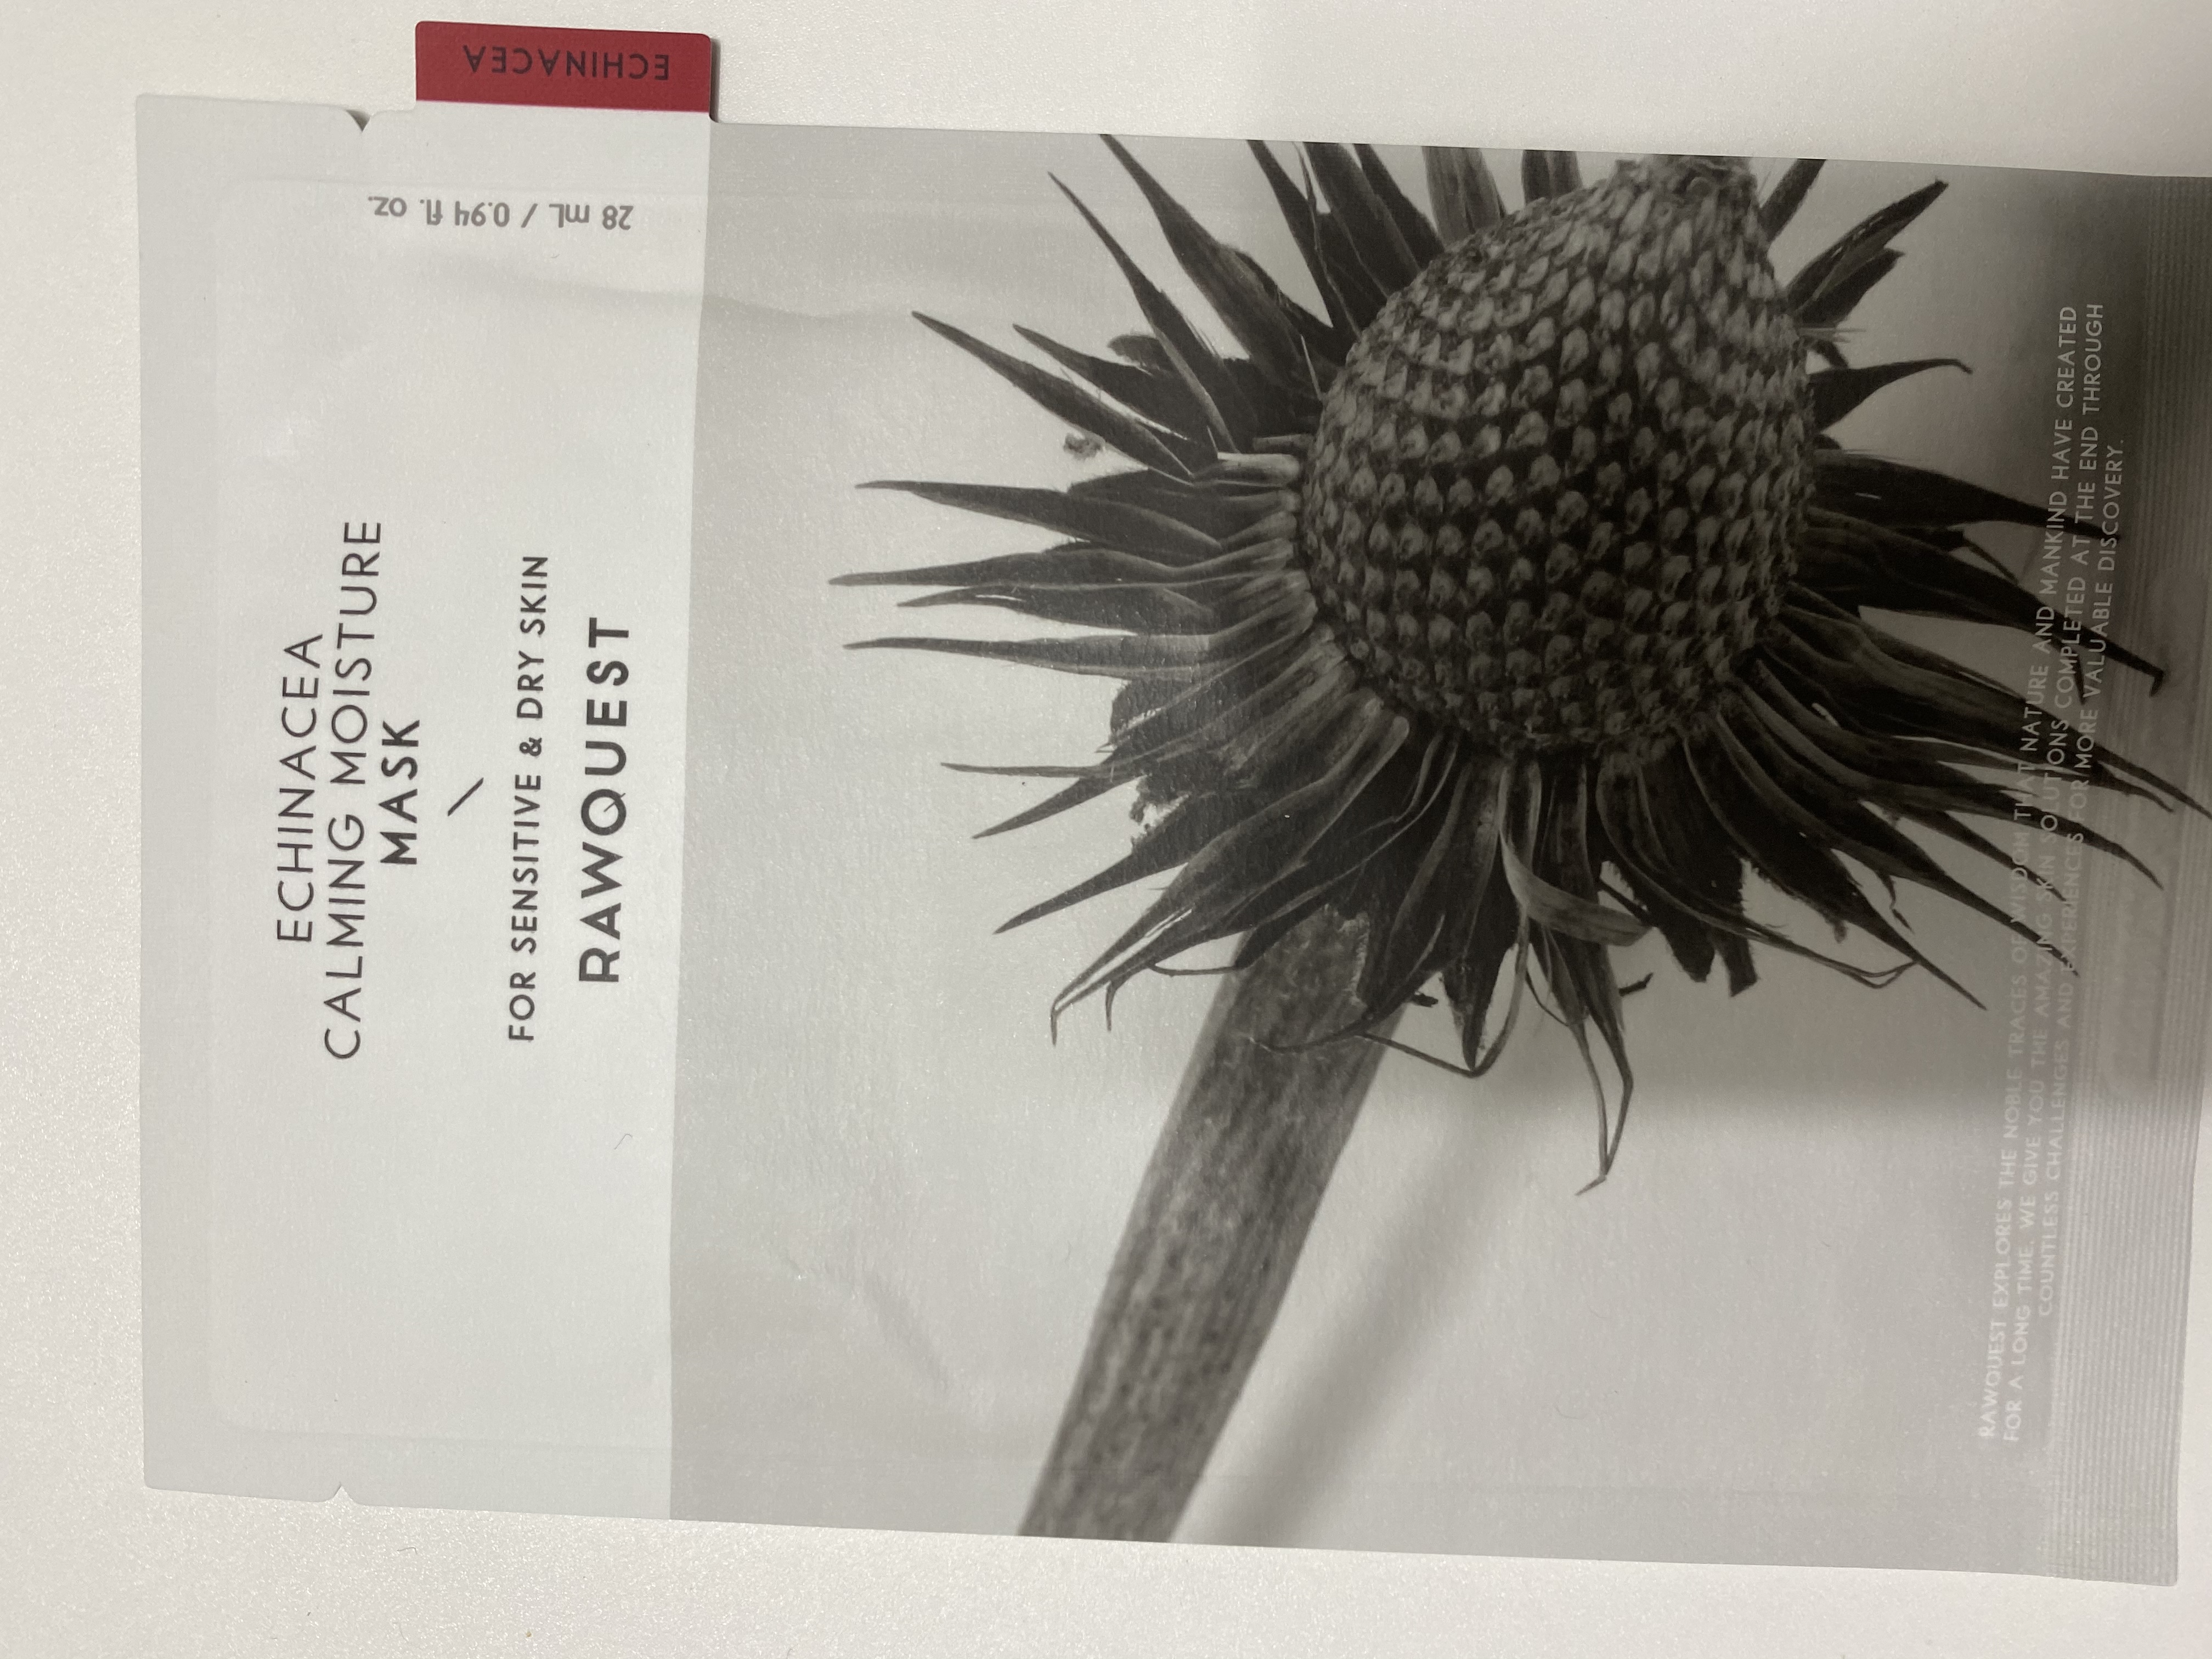 ECHINACEA
CALMING MOISTURE
MASK
FOR SENSITIVE & DRY SKIN
RAWQUEST
ECHINACEA
28 mL / 0.94 fl. oz.
RAWQUEST EXPLORES THE NOBLE TRACES OF WISDOM THAT NATURE AND MANKIND HAVE CREATED
FOR A LONG TIME. WE GIVE YOU THE AMAZING SKIN SOLUTIONS COMPLETED AT THE END THROUGH
COUNTLESS CHALLENGES AND EXPERIENCES FOR MORE VALUABLE DISCOVERY.